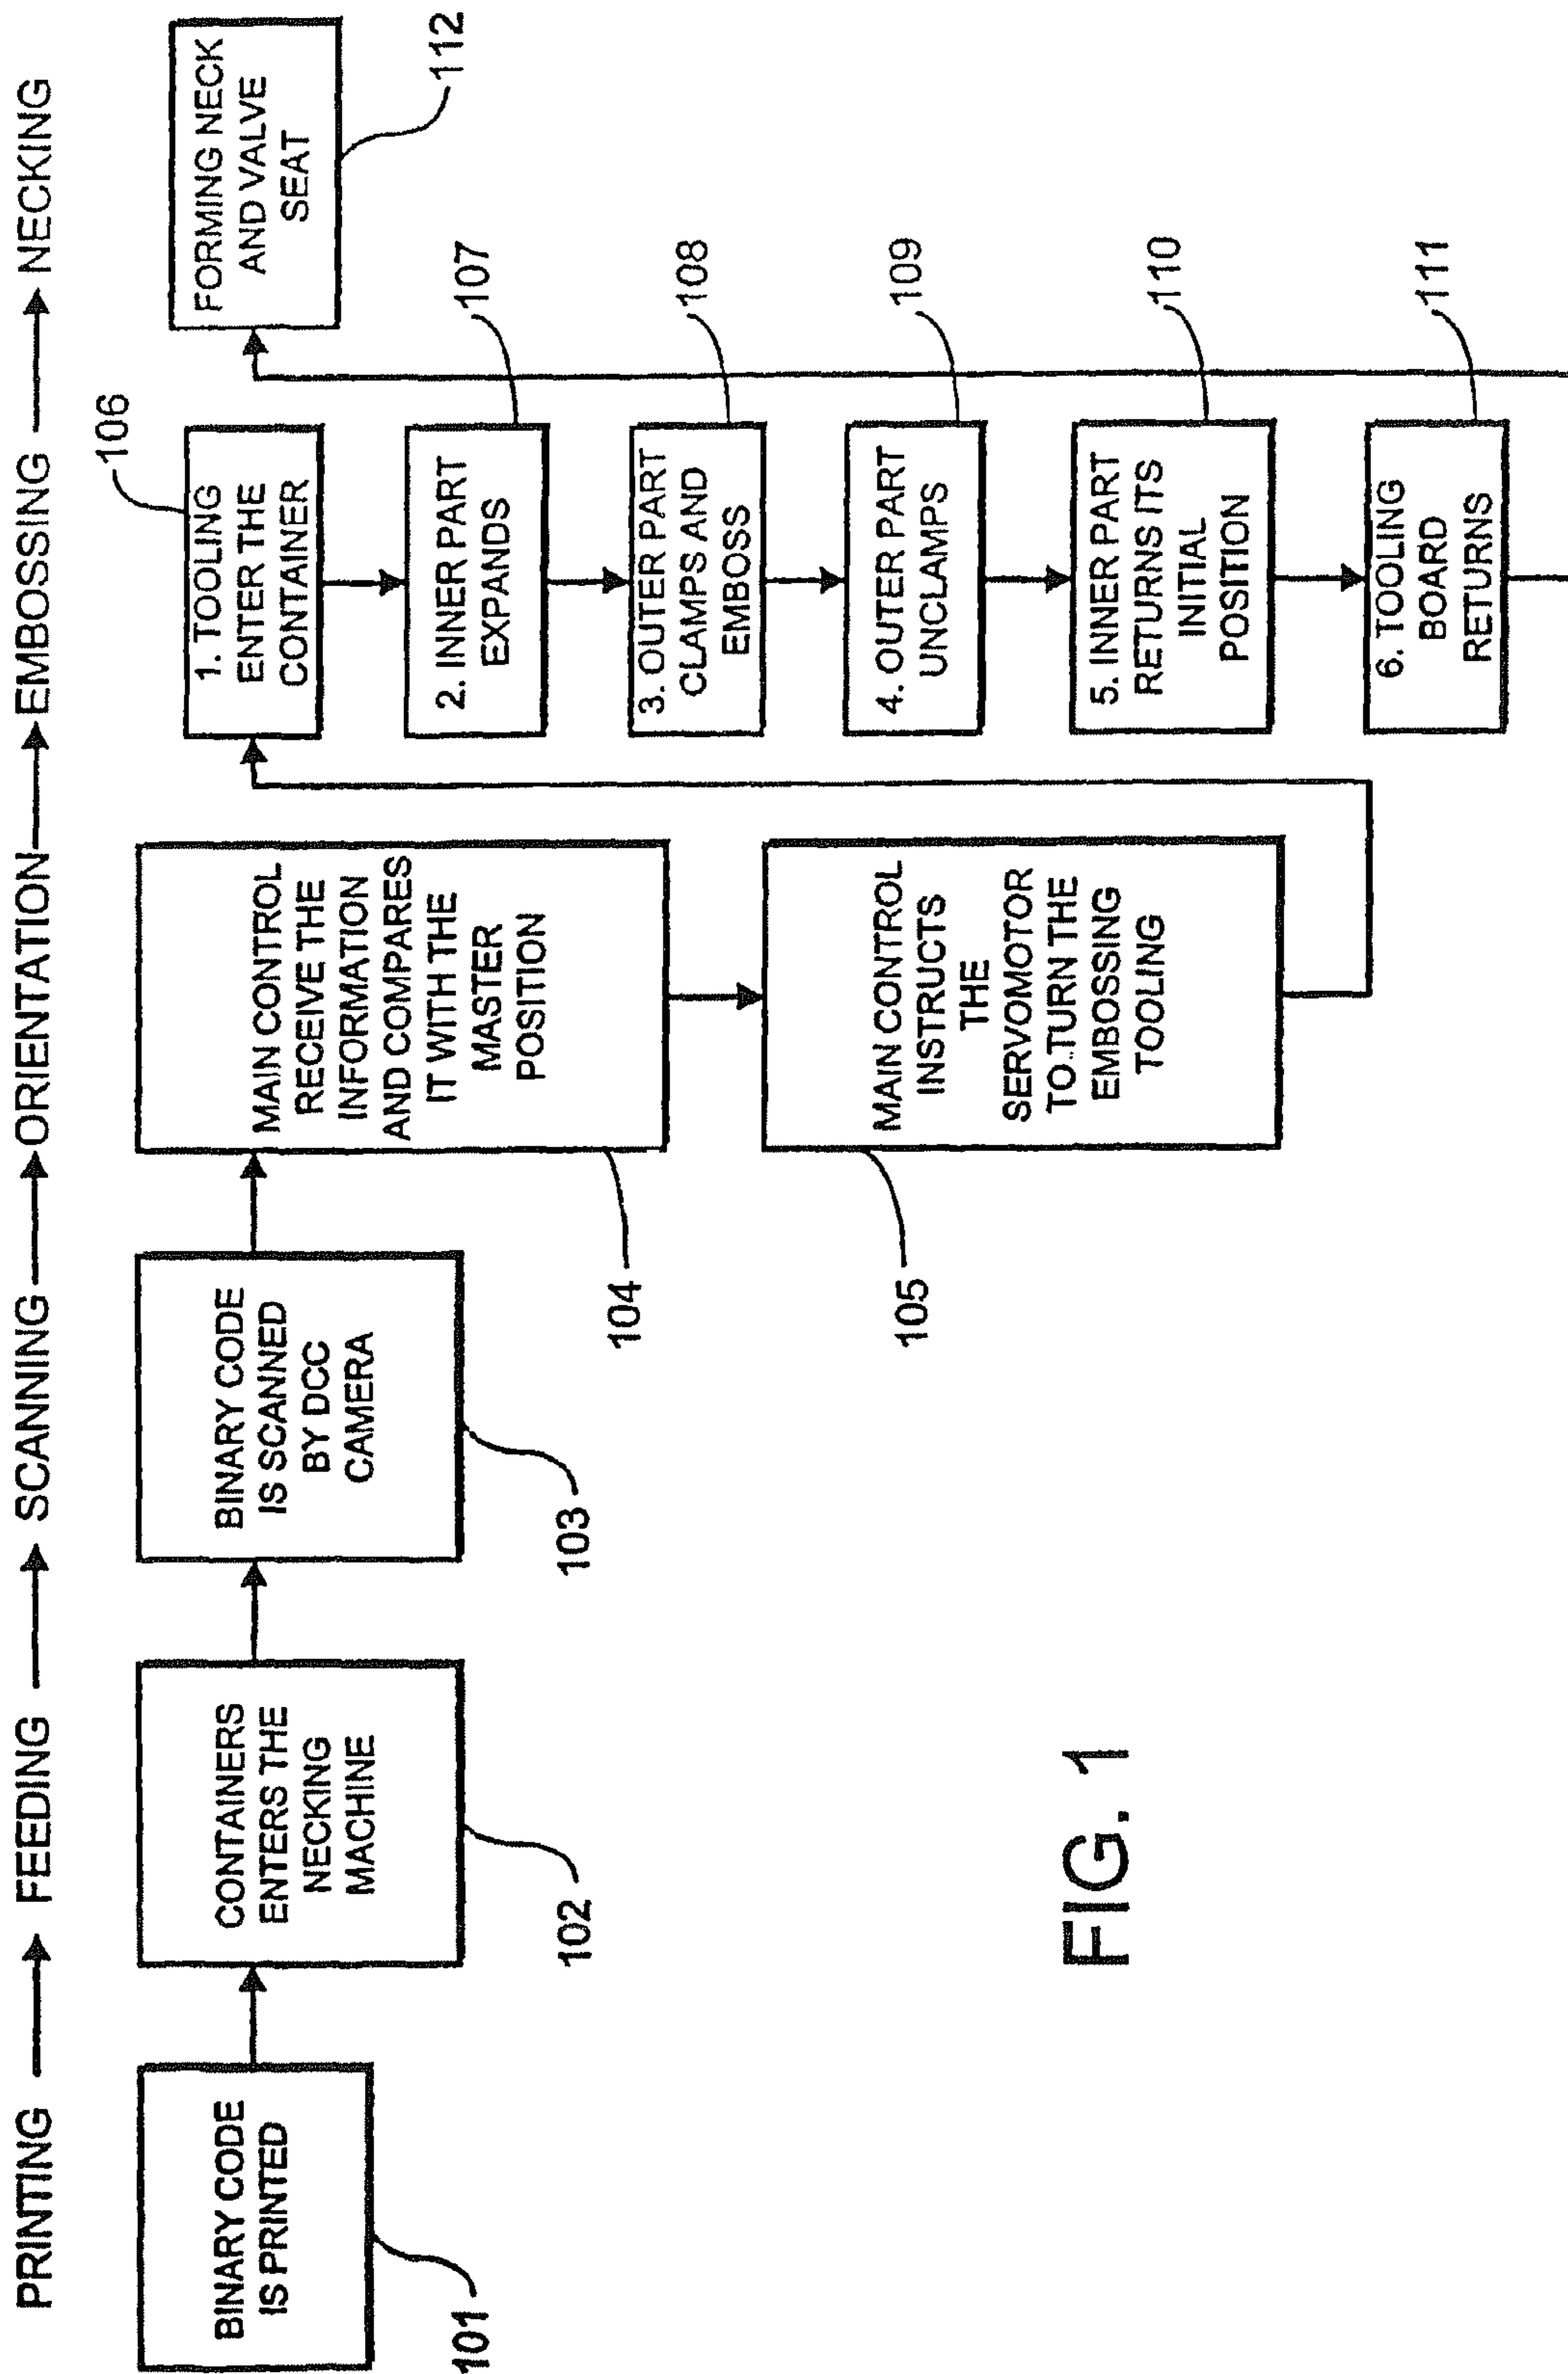 PRINTING → FEEDING → SCANNING → ORIENTATION → EMBOSSING → NECKING
BINARY CODE
IS PRINTED
101
CONTAINERS
ENTERS THE
NECKING
MACHINE
102
BINARY CODE
IS SCANNED
BY DCC
CAMERA
103
MAIN CONTROL
RECEIVE THE
INFORMATION
AND COMPARES
IT WITH THE
MASTER
POSITION
104
MAIN CONTROL
INSTRUCTS
THE
SERVOMOTOR
TO TURN THE
EMBOSSING
TOOLING
105
1. TOOLING
ENTER THE
CONTAINER
106
2. INNER PART
EXPANDS
107
3. OUTER PART
CLAMPS AND
EMBOSS
108
4. OUTER PART
UNCLAMPS
109
5. INNER PART
RETURNS ITS
INITIAL
POSITION
110
6. TOOLING
BOARD
RETURNS
111
FORMING NECK
AND VALVE
SEAT
112
FIG. 1